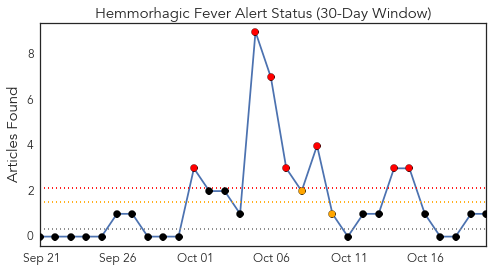 Hemmorhagic Fever Alert Status (30-Day Window)
Articles Found
8
6
4
2
0
Sep 21
Sep 26
Oct 01
Oct 06
Oct 11
Oct 16